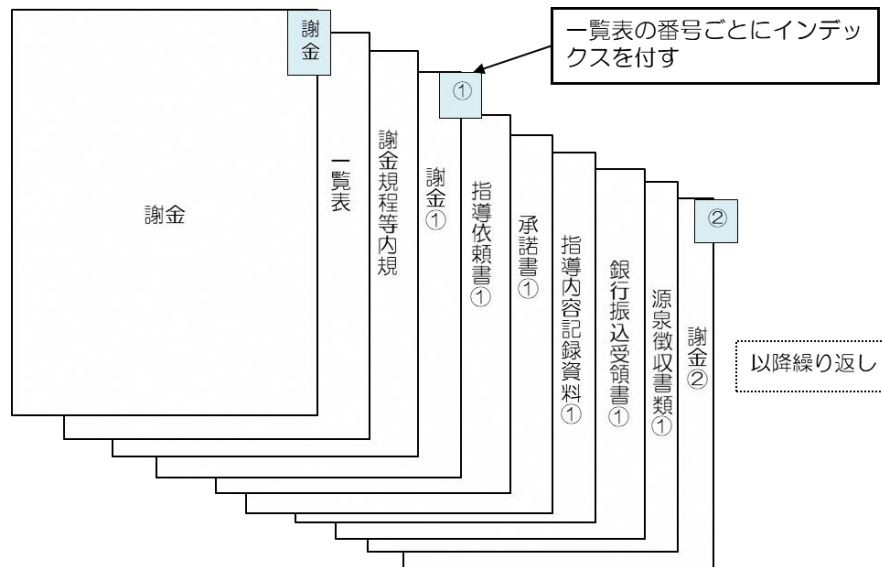 謝金
謝金
一覧表
謝金規程等内規
謝金①
①
一覧表の番号ごとにインデッ
クスを付す
指導依頼書①
承諾書①
指導内容記録資料①
銀行振込受領書①
源泉徴収書類①
謝金②
②
以降繰り返し